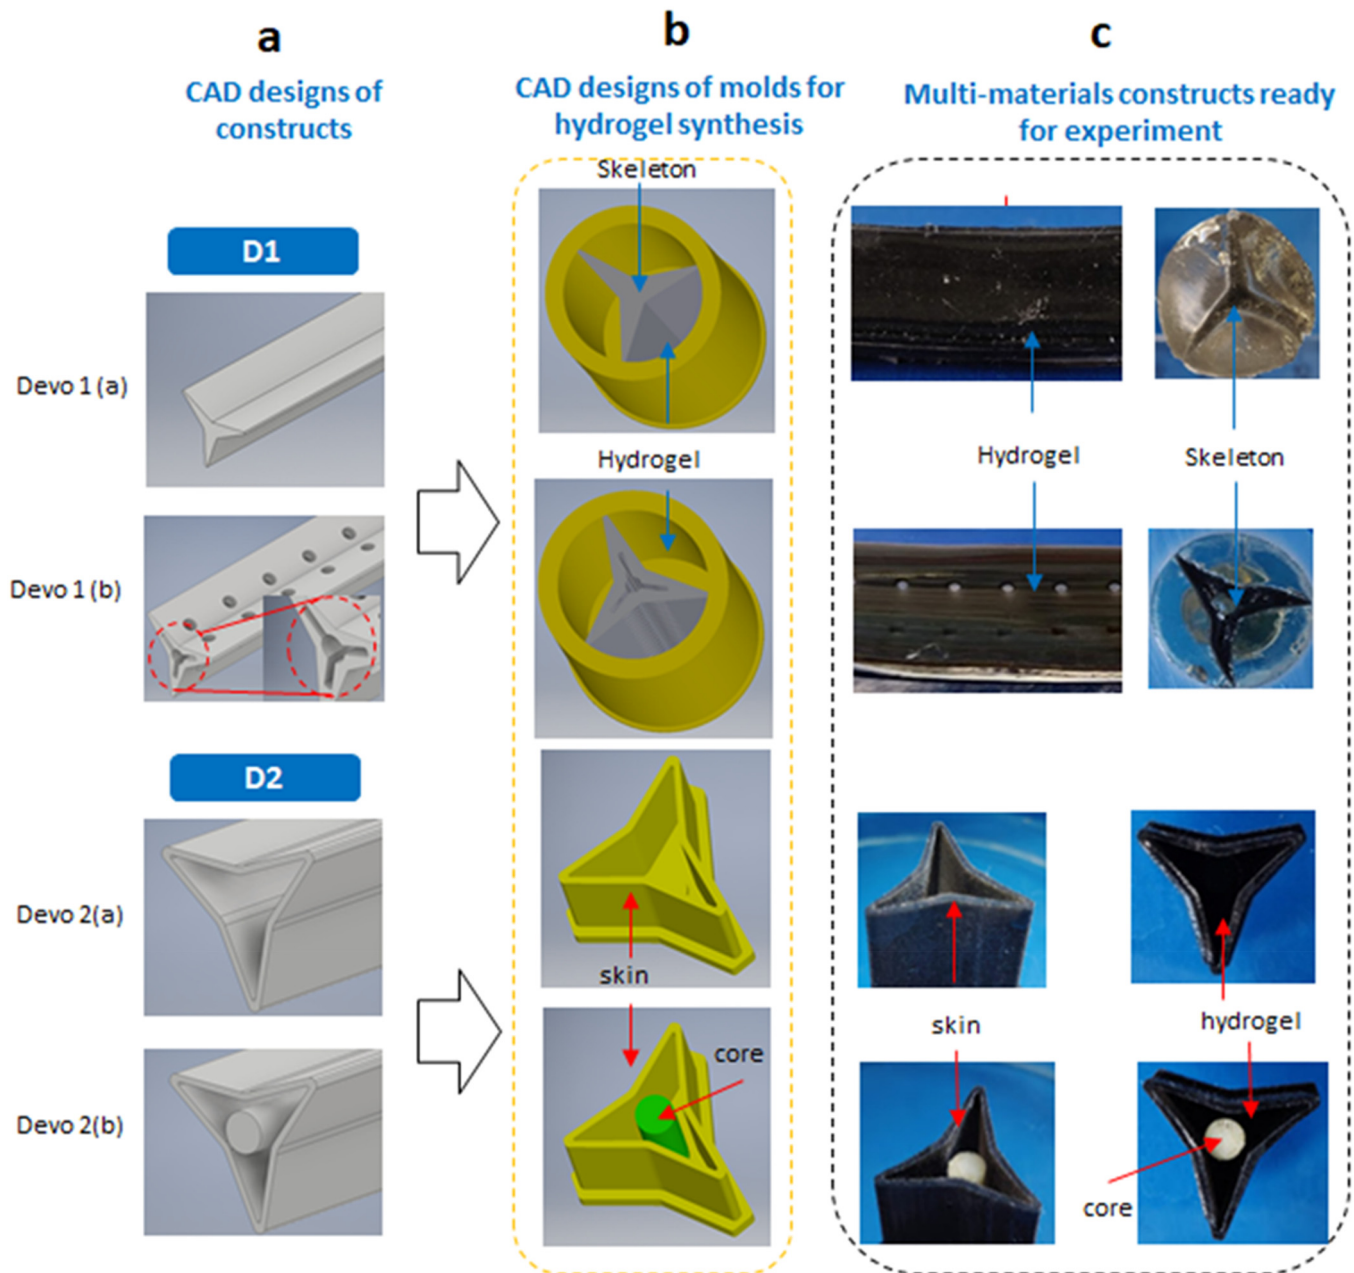 a
CAD designs of
constructs
D1
Devo 1 (a)
Devo 1 (b)
D2
Devo 2(a)
Devo 2(b)
b
CAD designs of molds for
hydrogel synthesis
Skeleton
Hydrogel
skin
core
c
Multi-materials constructs ready
for experiment
Hydrogel
Skeleton
skin
hydrogel
core